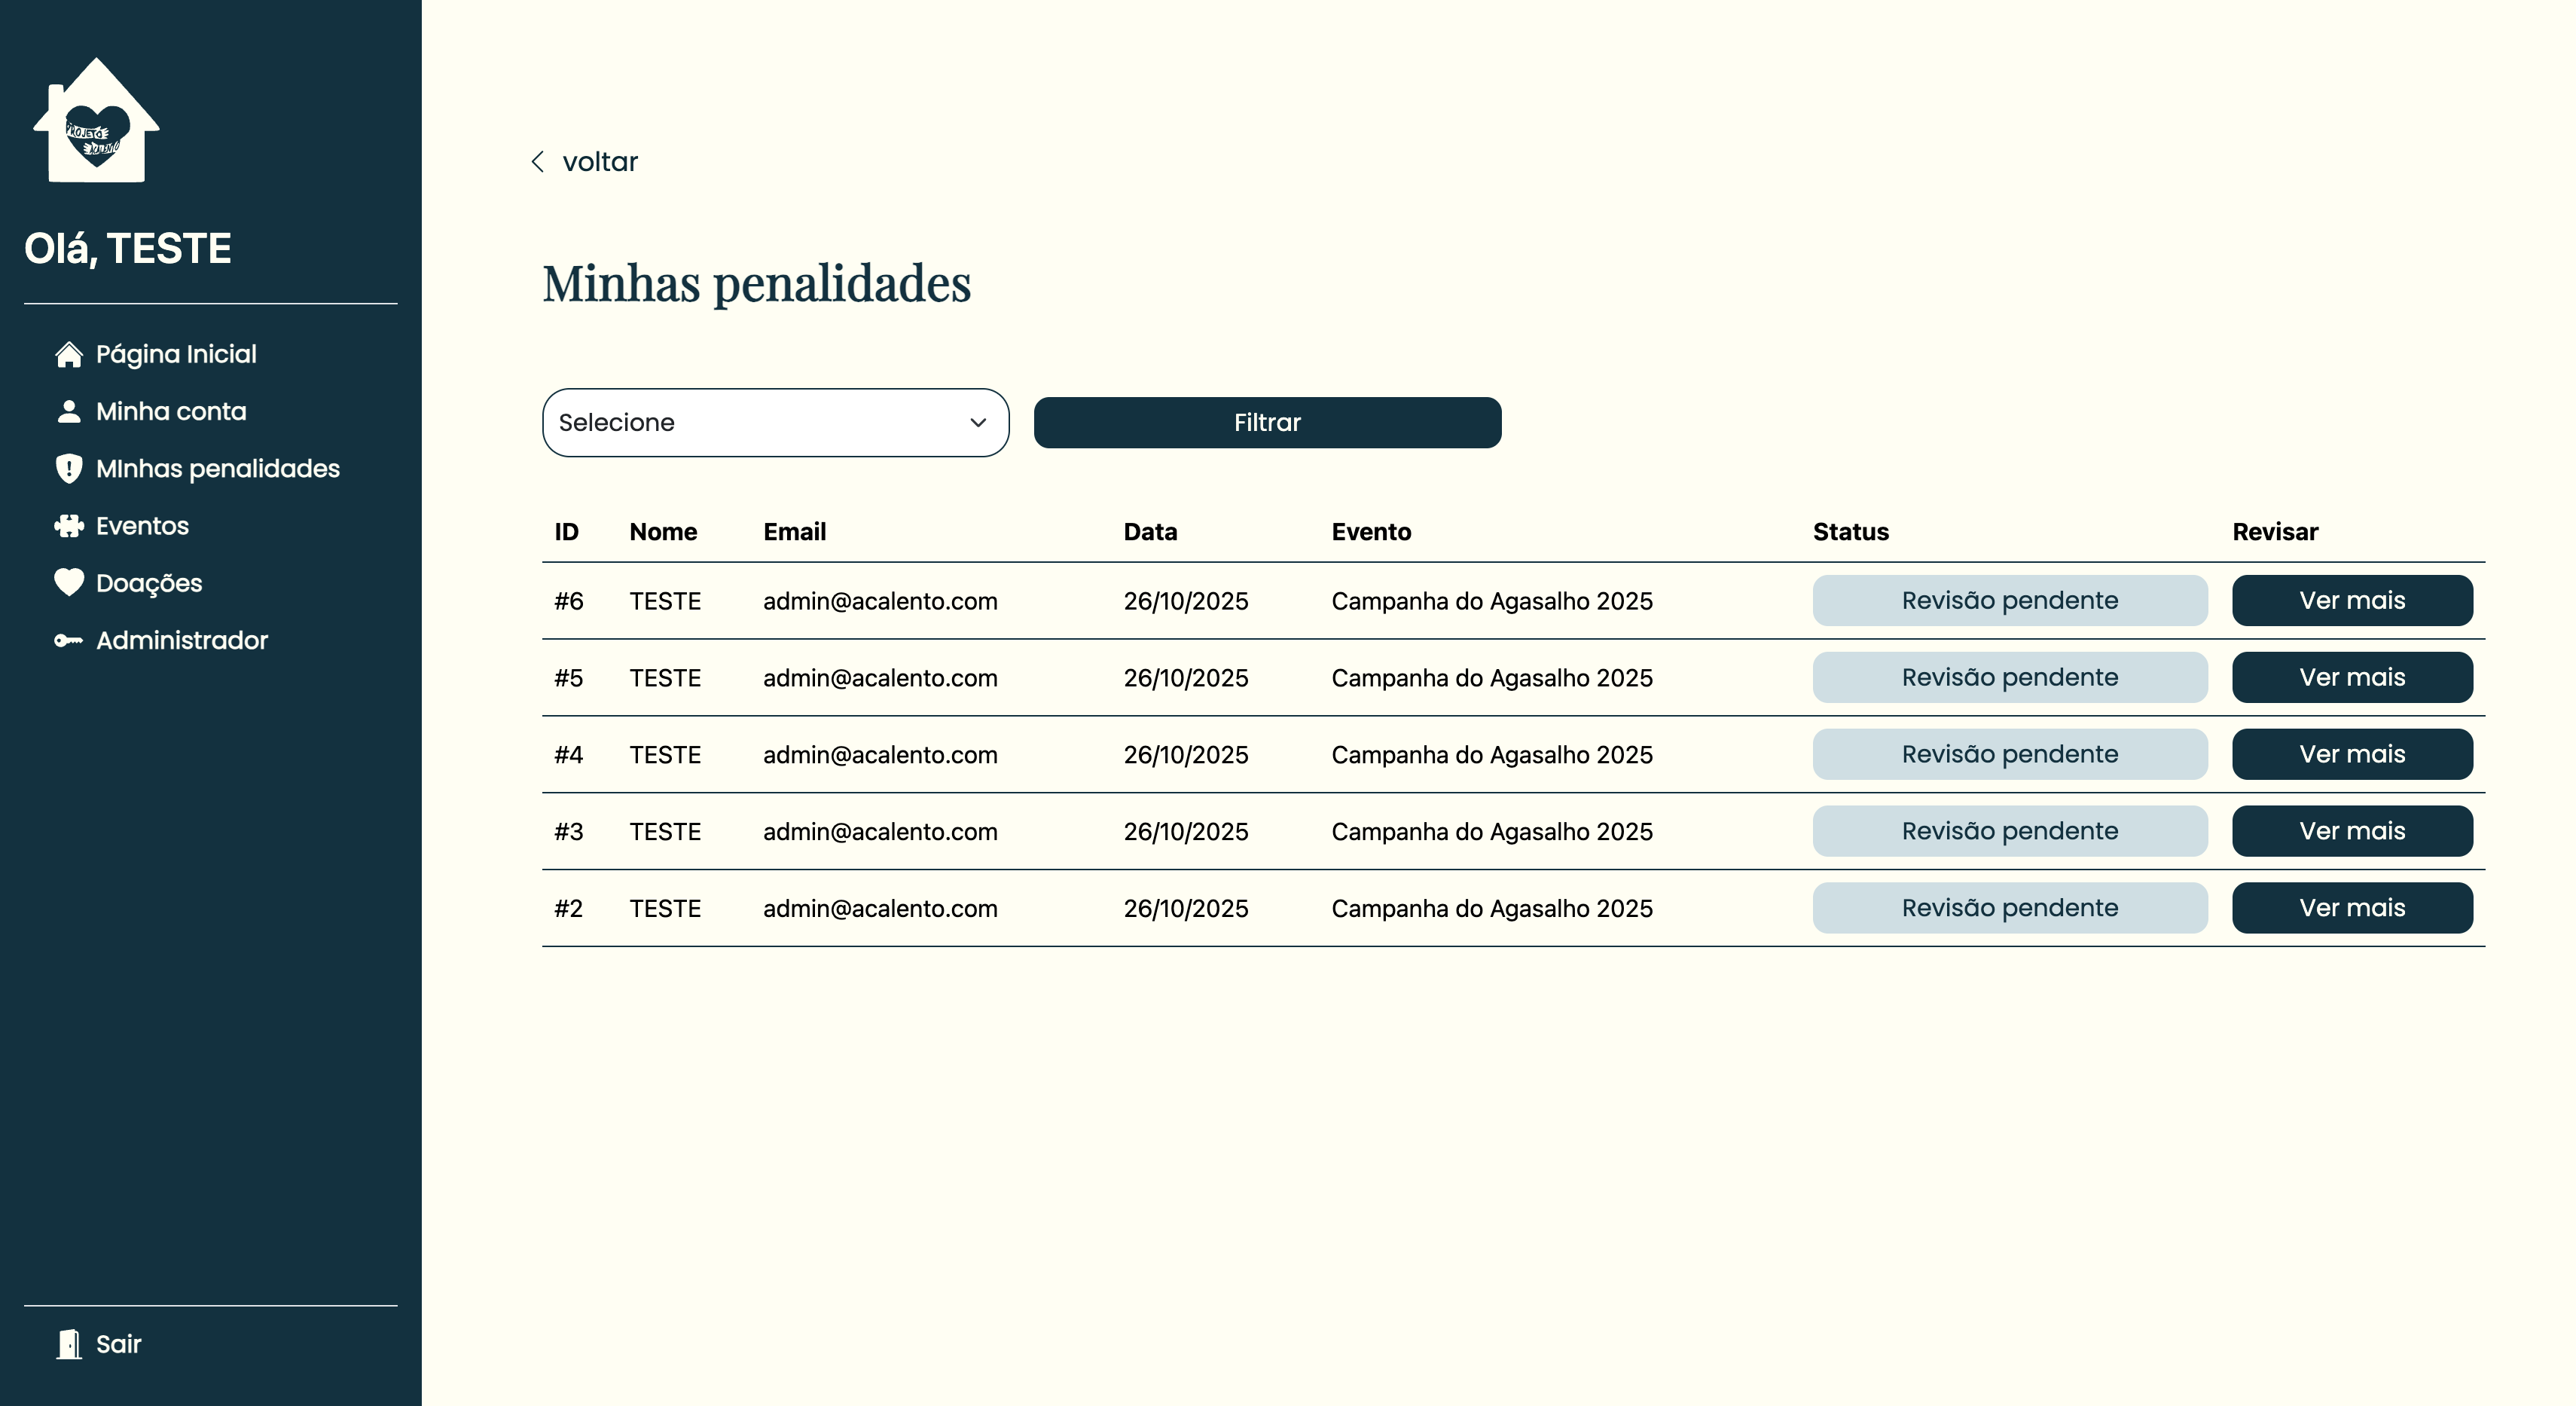 PROJETO
ACALENTO
Olá, TESTE
Página Inicial
Minha conta
MInhas penalidades
Eventos
Doações
Administrador
Sair
voltar
Minhas penalidades
Selecione
Filtrar
ID Nome Email Data Evento Status Revisar
#6 TESTE admin@acalento.com 26/10/2025 Campanha do Agasalho 2025 Revisão pendente Ver mais
#5 TESTE admin@acalento.com 26/10/2025 Campanha do Agasalho 2025 Revisão pendente Ver mais
#4 TESTE admin@acalento.com 26/10/2025 Campanha do Agasalho 2025 Revisão pendente Ver mais
#3 TESTE admin@acalento.com 26/10/2025 Campanha do Agasalho 2025 Revisão pendente Ver mais
#2 TESTE admin@acalento.com 26/10/2025 Campanha do Agasalho 2025 Revisão pendente Ver mais